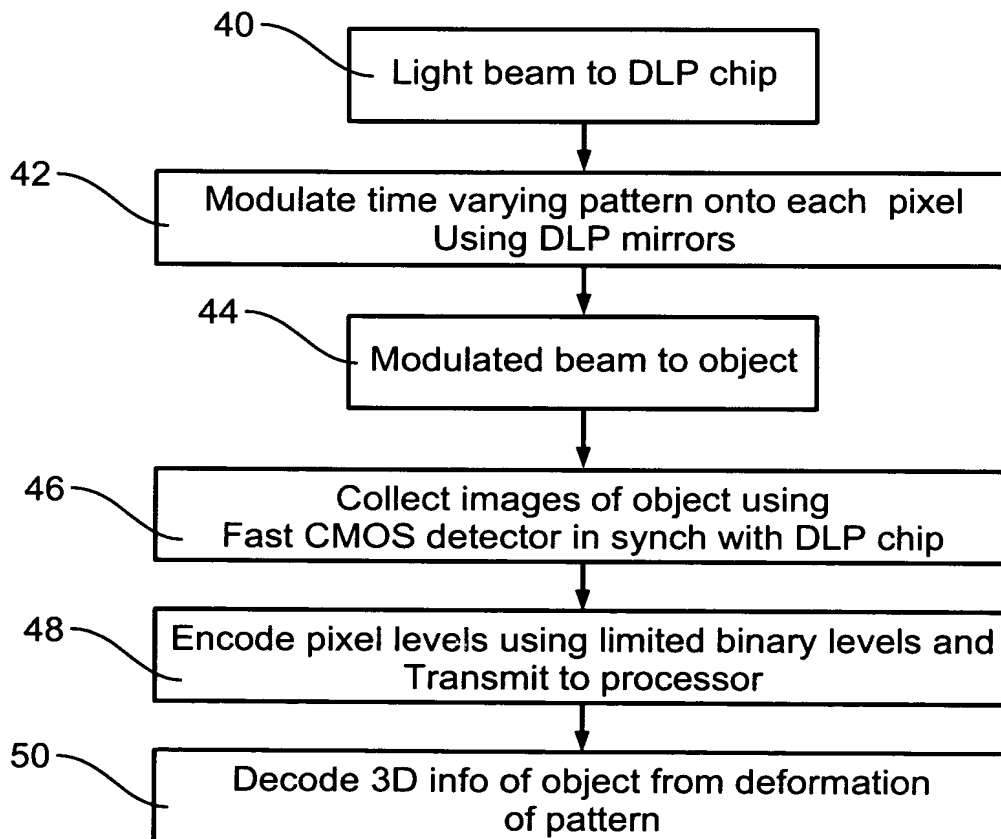 40
Light beam to DLP chip
42
Modulate time varying pattern onto each pixel
Using DLP mirrors
44
Modulated beam to object
46
Collect images of object using
Fast CMOS detector in synch with DLP chip
48
Encode pixel levels using limited binary levels and
Transmit to processor
50
Decode 3D info of object from deformation
of pattern